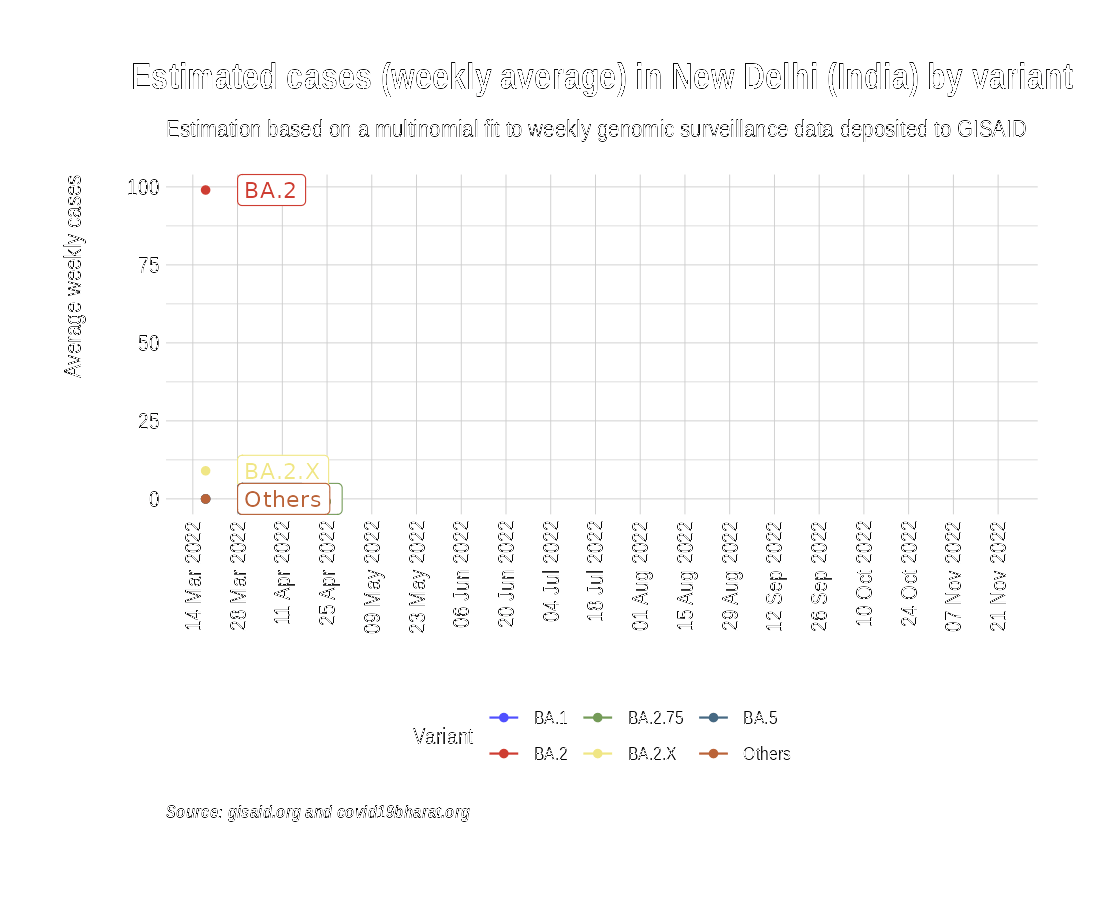 Estimated cases (weekly average) in New Delhi (India) by variant
Estimation based on a multinomial fit to weekly genomic surveillance data deposited to GISAID
Average weekly cases
100
75
50
25
0
BA.2
BA.2.X
Others
14 Mar 2022
28 Mar 2022
11 Apr 2022
25 Apr 2022
09 May 2022
23 May 2022
06 Jun 2022
20 Jun 2022
04 Jul 2022
18 Jul 2022
01 Aug 2022
15 Aug 2022
29 Aug 2022
12 Sep 2022
26 Sep 2022
10 Oct 2022
24 Oct 2022
07 Nov 2022
21 Nov 2022
Variant
BA.1 BA.2.75 BA.5
BA.2 BA.2.X Others
Source: gisaid.org and covid19bharat.org